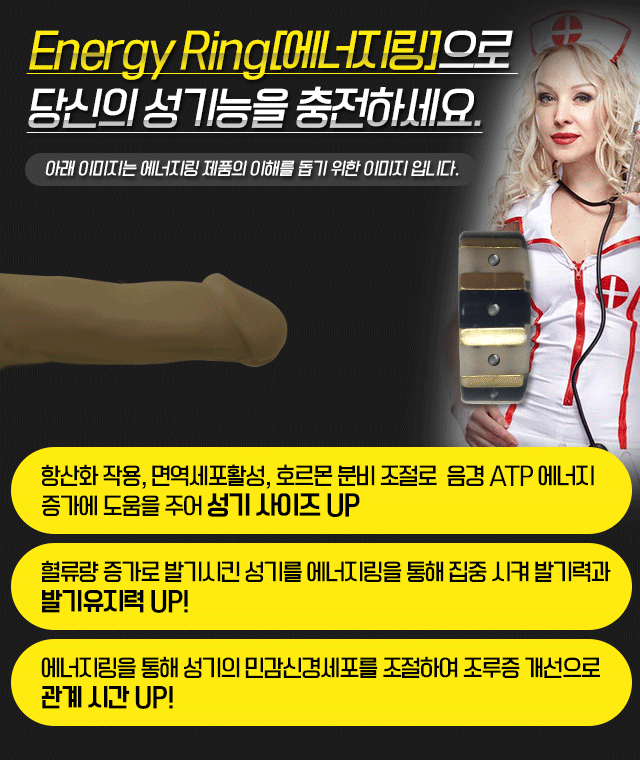 Energy Ring[에너지링]으로
당신의 성기능을 충전하세요.
아래 이미지는 에너지링 제품의 이해를 돕기 위한 이미지 입니다.
항산화 작용, 면역세포활성, 호르몬 분비 조절로 음경 ATP 에너지
증가에 도움을 주어 성기 사이즈 UP
혈류량 증가로 발기시킨 성기를 에너지링을 통해 집중 시켜 발기력과
발기유지력 UP!
에너지링을 통해 성기의 민감신경세포를 조절하여 조루증 개선으로
관계 시간 UP!